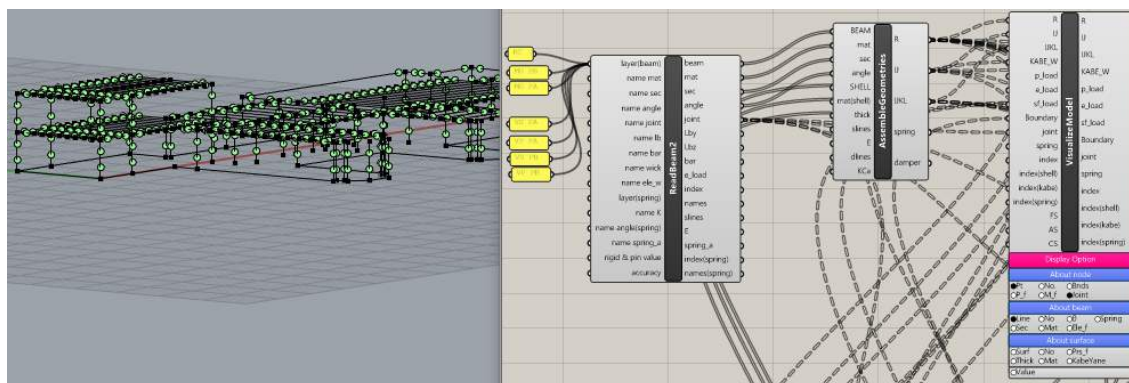 layer(beam)
name mat
name sec
name angle
name joint
name lb
name bar
name wick
name ele_w
layer(spring)
name K
name angle(spring)
name spring_a
rigid & pin value
accuracy
ReadBeam2
beam
mat
sec
angle
joint
Lby
Lbz
bar
e_load
index
names
slines
E
spring_a
index(spring)
names(spring)
BEAM
mat
sec
angle
SHELL
mat(shell)
thick
slines
E
dlines
KCa
AssembleGeometries
R
IJ
IJKL
spring
damper
R
IJ
IJKL
KABE_W
p_load
e_load
sf_load
Boundary
joint
spring
index
index(shell)
index(kabe)
index(spring)
FS
AS
CS
VisualizeModel
R
IJ
IJKL
KABE_W
p_load
e_load
sf_load
Boundary
joint
spring
index
index(shell)
index(kabe)
index(spring)
Display Option
About node
Pt No. Bnds
P_f M_f Joint
About beam
Line No Spring
Sec. Mat Ele_f
About surface
Surf No Prs_f
Thick Mat KabeYane
Value